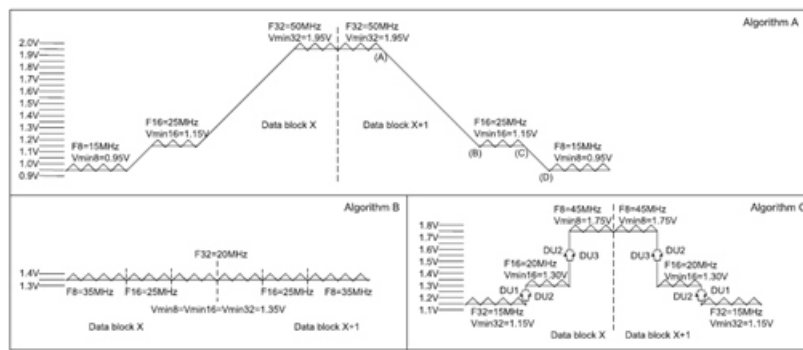 F32=50MHz
Vmin32=1.95V
F32=50MHz
Vmin32=1.95V
Algorithm A
2.0V
1.9V
1.8V
1.7V
1.6V
1.5V
1.4V
1.3V
1.2V
1.1V
1.0V
0.9V
(A)
F16=25MHz
Vmin16=1.15V
Data block X
Data block X+1
F16=25MHz
Vmin16=1.15V
F8=15MHz
Vmin8=0.95V
(B)
(C)
F8=15MHz
Vmin8=0.95V
(D)
Algorithm B
F32=20MHz
1.4V
1.3V
F8=35MHz
F16=25MHz
F16=25MHz
F8=35MHz
Vmin8=Vmin16=Vmin32=1.35V
Data block X
Data block X+1
Algorithm C
F8=45MHz
Vmin8=1.75V
F8=45MHz
Vmin8=1.75V
1.8V
1.7V
1.6V
1.5V
1.4V
1.3V
1.2V
1.1V
DU2
DU3
DU2
DU3
F16=20MHz
Vmin16=1.30V
F16=20MHz
Vmin16=1.30V
DU1
DU2
DU1
DU2
F32=15MHz
Vmin32=1.15V
F32=15MHz
Vmin32=1.15V
Data block X
Data block X+1